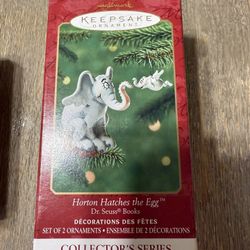 Hallmark
KEEPSAKE
ORNAMENT
Horton Hatches the Egg™
Dr. Seuss® Books
DÉCORATIONS DES FÊTES
SET OF 2 ORNAMENTS • ENSEMBLE DE 2 DÉCORATIONS
COLLECTOR'S SERIES